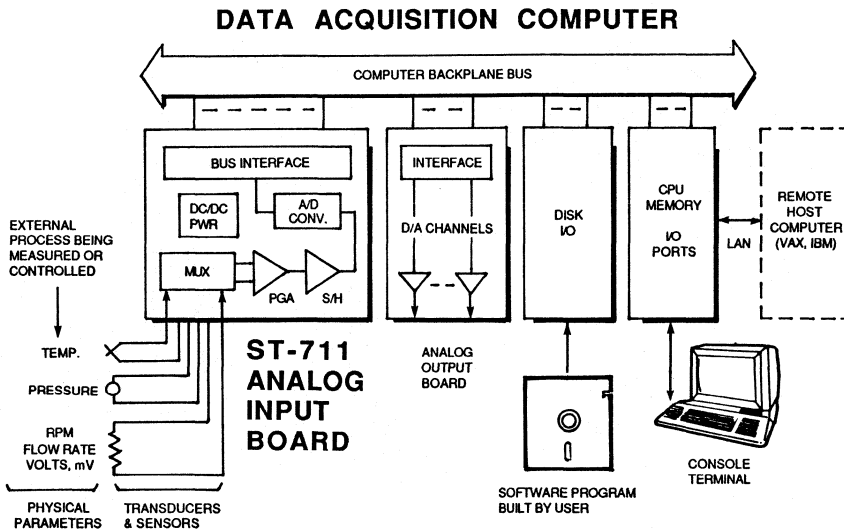 DATA ACQUISITION COMPUTER
COMPUTER BACKPLANE BUS
BUS INTERFACE
DC/DC
PWR
A/D
CONV.
MUX
PGA
S/H
INTERFACE
D/A CHANNELS
DISK
I/O
CPU
MEMORY
I/O
PORTS
LAN
REMOTE
HOST
COMPUTER
(VAX, IBM)
EXTERNAL
PROCESS BEING
MEASURED OR
CONTROLLED
TEMP.
PRESSURE
RPM
FLOW RATE
VOLTS, mV
PHYSICAL
PARAMETERS
TRANSDUCERS
& SENSORS
ST-711
ANALOG
INPUT
BOARD
ANALOG
OUTPUT
BOARD
SOFTWARE PROGRAM
BUILT BY USER
CONSOLE
TERMINAL